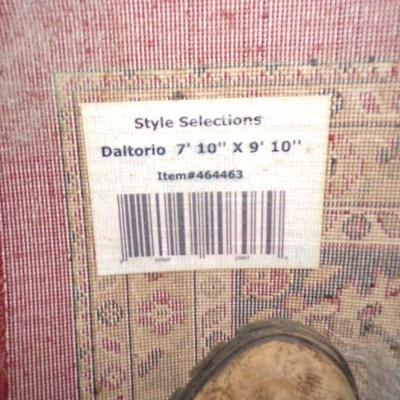 Style Selections
Daltorio 7' 10" X 9' 10"
Item#464463